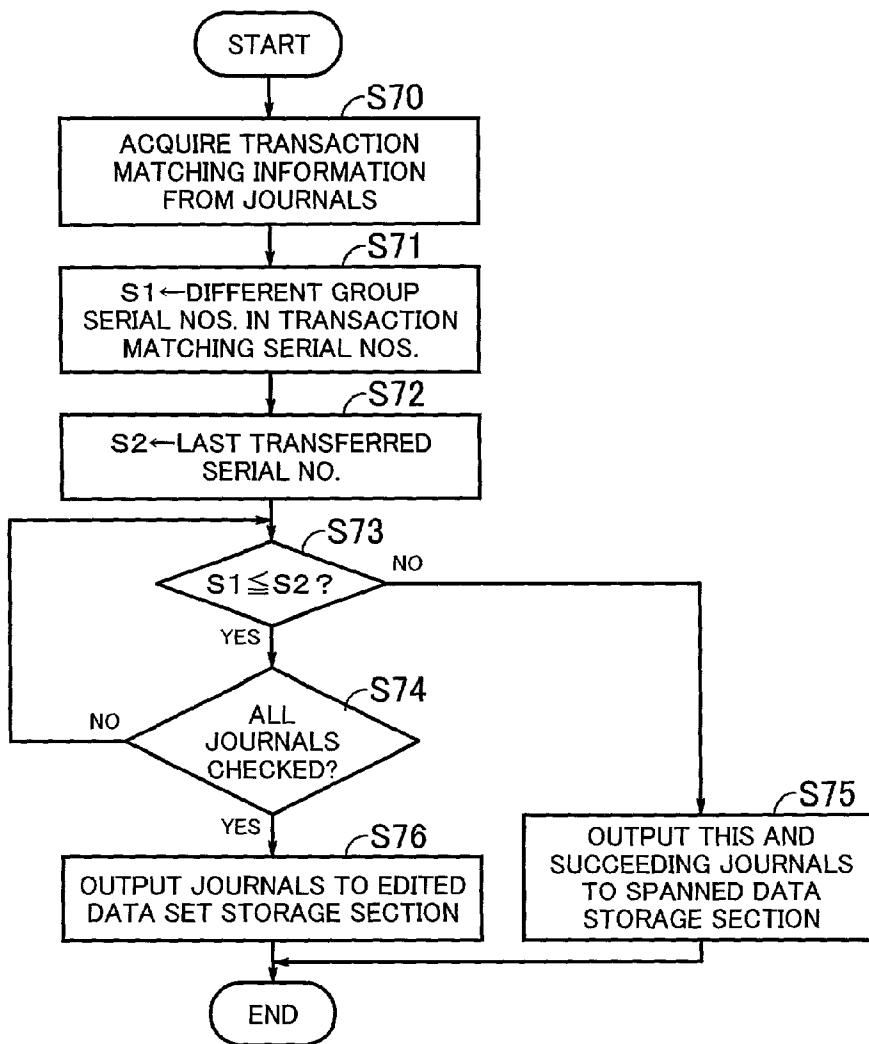 START
S70
ACQUIRE TRANSACTION
MATCHING INFORMATION
FROM JOURNALS
S71
S1←DIFFERENT GROUP
SERIAL NOS. IN TRANSACTION
MATCHING SERIAL NOS.
S72
S2←LAST TRANSFERRED
SERIAL NO.
S73
S1≦S2?
NO
YES
S74
ALL
JOURNALS
CHECKED?
NO
YES
S75
OUTPUT THIS AND
SUCCEEDING JOURNALS
TO SPANNED DATA
STORAGE SECTION
S76
OUTPUT JOURNALS TO EDITED
DATA SET STORAGE SECTION
END